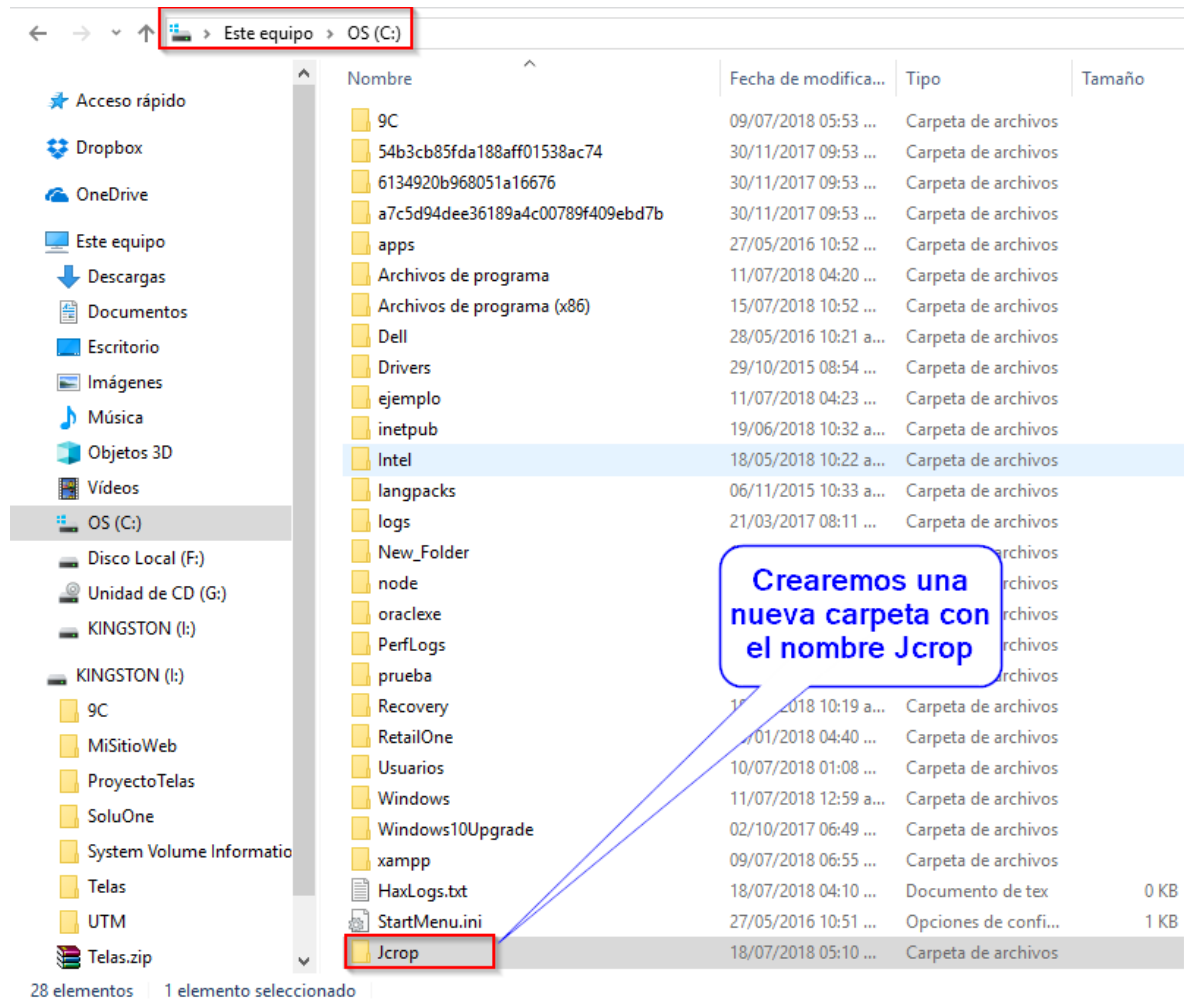 Este equipo > OS (C:)
Nombre Fecha de modifica... Tipo Tamaño
Acceso rápido
Dropbox
OneDrive
Este equipo
Descargas
Documentos
Escritorio
Imágenes
Música
Objetos 3D
Vídeos
OS (C:)
Disco Local (F:)
Unidad de CD (G:)
KINGSTON (I:)
KINGSTON (I:)
9C
MiSitioWeb
ProyectoTelas
SoluOne
System Volume Informatio
Telas
UTM
Telas.zip
9C 09/07/2018 05:53 ... Carpeta de archivos
54b3cb85fda188aff01538ac74 30/11/2017 09:53 ... Carpeta de archivos
6134920b968051a16676 30/11/2017 09:53 ... Carpeta de archivos
a7c5d94dee36189a4c00789f409ebd7b 30/11/2017 09:53 ... Carpeta de archivos
apps 27/05/2016 10:52 ... Carpeta de archivos
Archivos de programa 11/07/2018 04:20 ... Carpeta de archivos
Archivos de programa (x86) 15/07/2018 10:52 ... Carpeta de archivos
Dell 28/05/2016 10:21 a... Carpeta de archivos
Drivers 29/10/2015 08:54 ... Carpeta de archivos
ejemplo 11/07/2018 04:23 ... Carpeta de archivos
inetpub 19/06/2018 10:32 a... Carpeta de archivos
Intel 18/05/2018 10:22 a... Carpeta de archivos
langpacks 06/11/2015 10:33 a... Carpeta de archivos
logs 21/03/2017 08:11 ... Carpeta de archivos
New_Folder archivos
node
oraclexe
PerfLogs
prueba
Recovery 2018 10:19 a... Carpeta de archivos
RetailOne /01/2018 04:40 ... Carpeta de archivos
Usuarios 10/07/2018 01:08 ... Carpeta de archivos
Windows 11/07/2018 12:59 a... Carpeta de archivos
Windows10Upgrade 02/10/2017 06:49 ... Carpeta de archivos
xampp 09/07/2018 06:55 ... Carpeta de archivos
HaxLogs.txt 18/07/2018 04:10 ... Documento de tex 0 KB
StartMenu.ini 27/05/2016 10:51 ... Opciones de confi... 1 KB
Jcrop 18/07/2018 05:10 ... Carpeta de archivos
Crearemos una
nueva carpeta con
el nombre Jcrop
28 elementos 1 elemento seleccionado